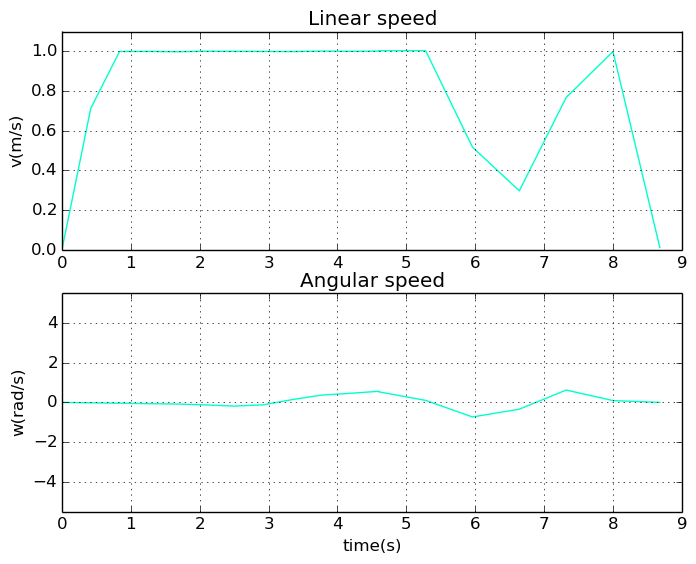 Linear speed
1.0
0.8
0.6
0.4
0.2
0.0
v(m/s)
0 1 2 3 4 5 6 7 8 9
Angular speed
4
2
0
−2
−4
w(rad/s)
0 1 2 3 4 5 6 7 8 9
time(s)